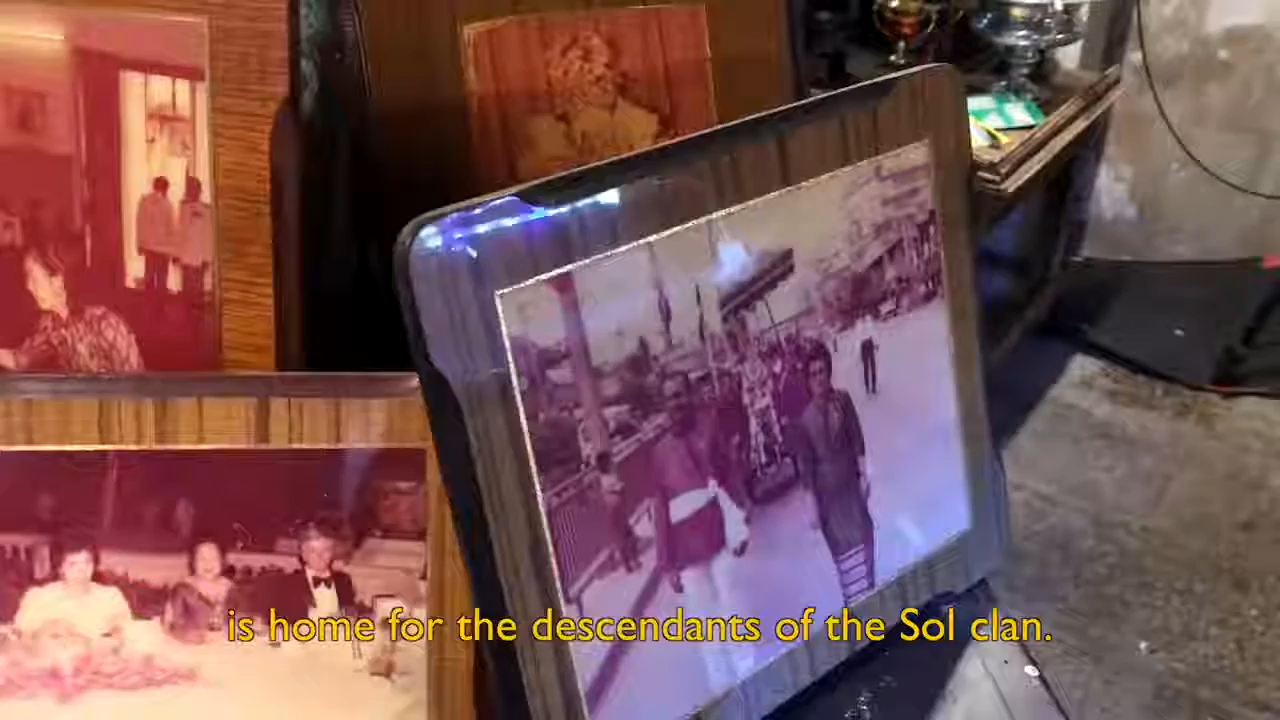 is home for the descendants of the Sol clan.